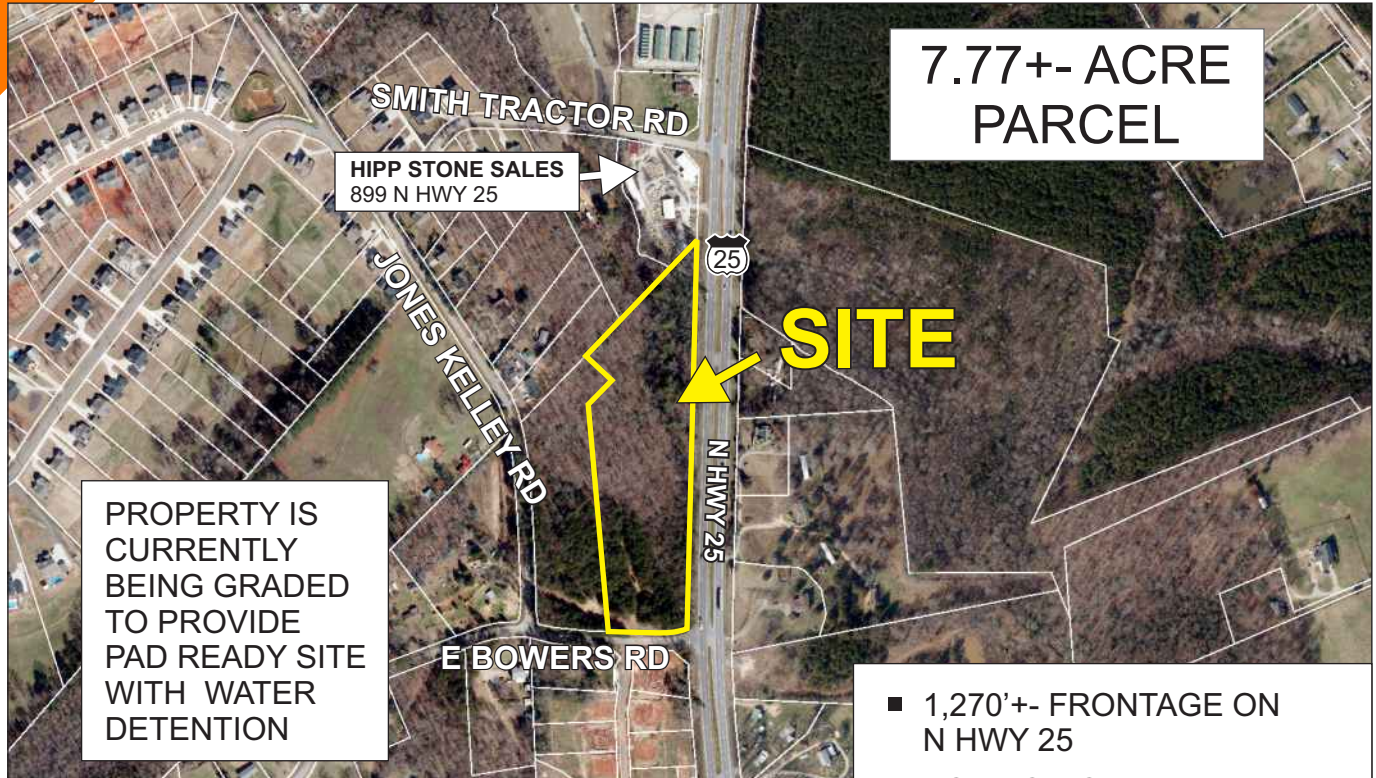 7.77+- ACRE
PARCEL
SMITH TRACTOR RD
HIPP STONE SALES
899 N HWY 25
25
JONES KELLEY RD
SITE
N HWY 25
PROPERTY IS
CURRENTLY
BEING GRADED
TO PROVIDE
PAD READY SITE
WITH WATER
DETENTION
E BOWERS RD
■ 1,270'+- FRONTAGE ON
N HWY 25